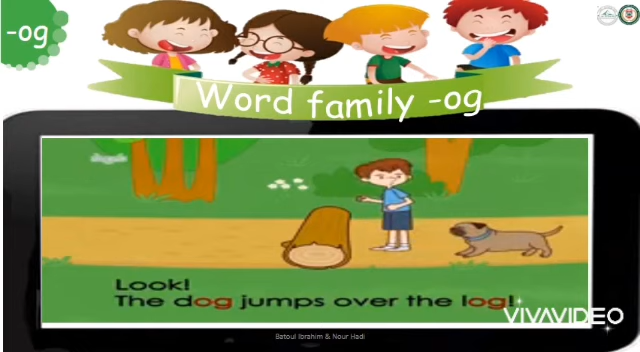 -og
Word family -og
Look!
The dog jumps over the log!
VIVAVIDEO
Batoul Ibrahim & Nour Hadi